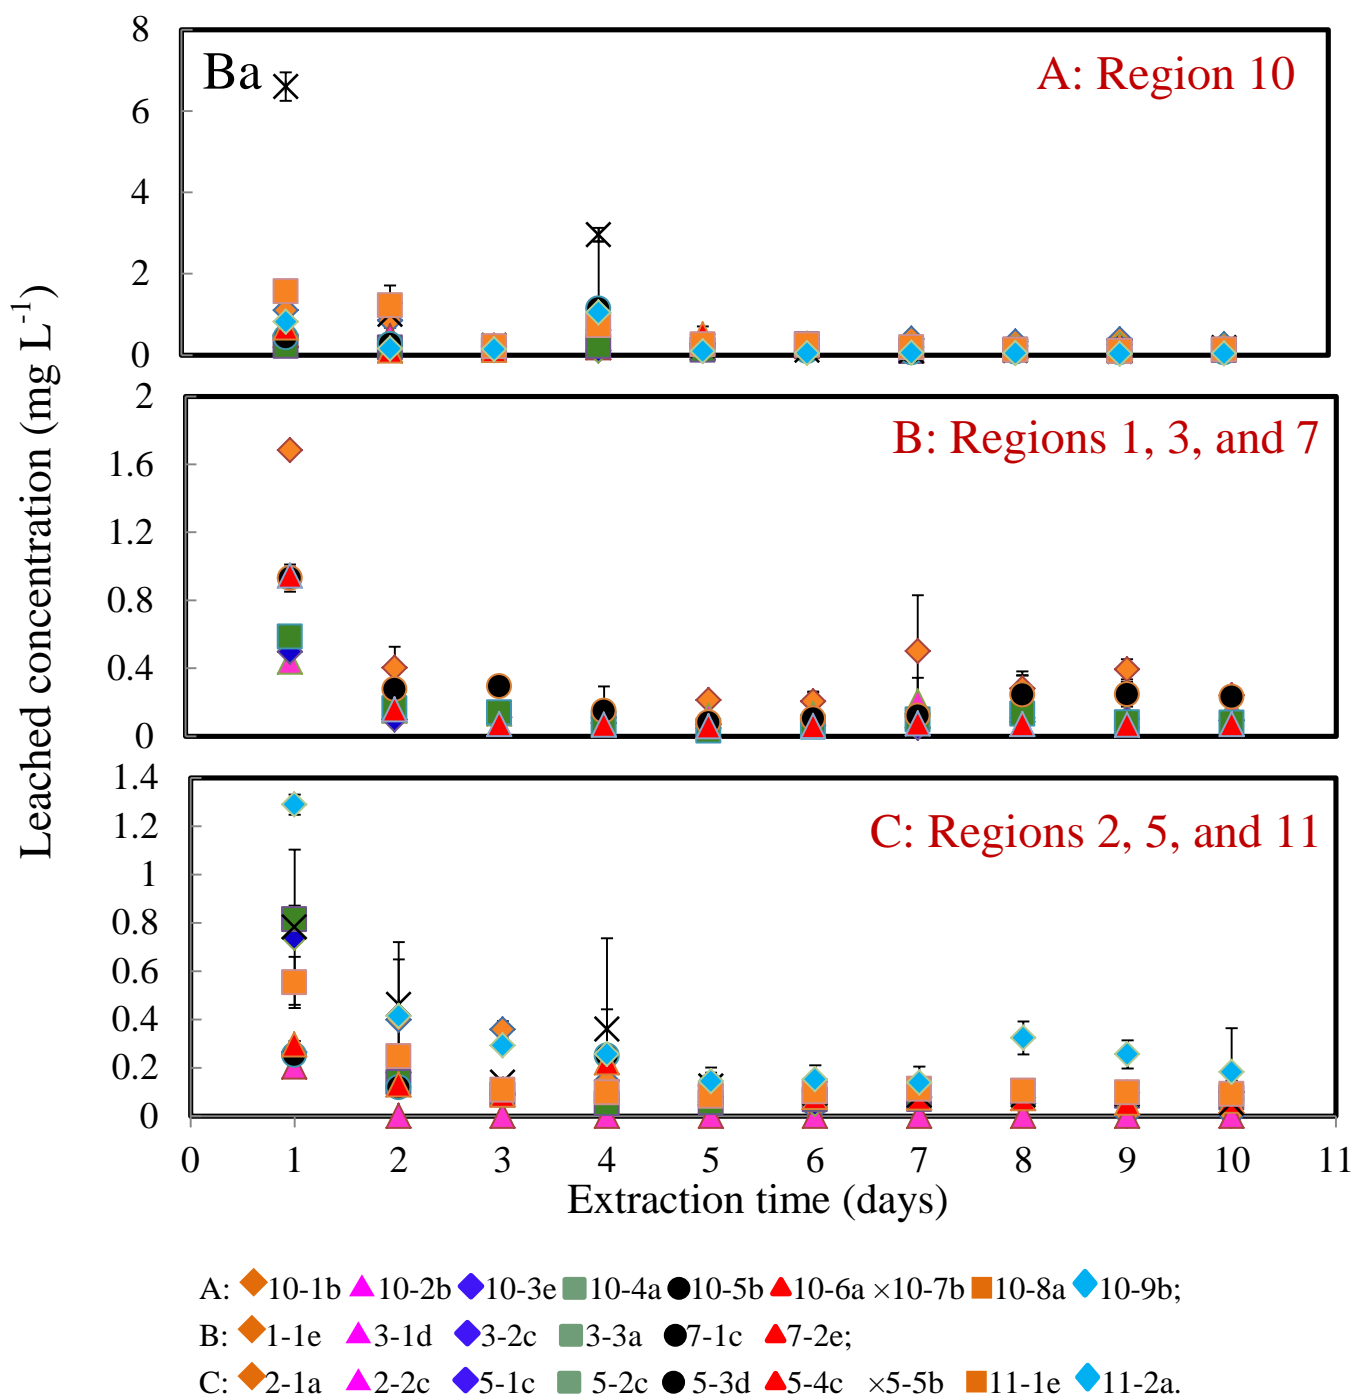 Leached concentration (mg L-1)
8
6
4
2
0
Ba
A: Region 10
2
1.6
1.2
0.8
0.4
0
B: Regions 1, 3, and 7
1.4
1.2
1
0.8
0.6
0.4
0.2
0
C: Regions 2, 5, and 11
0 1 2 3 4 5 6 7 8 9 10 11
Extraction time (days)
A: 10-1b 10-2b 10-3e 10-4a 10-5b 10-6a ×10-7b 10-8a 10-9b;
B: 1-1e 3-1d 3-2c 3-3a 7-1c 7-2e;
C: 2-1a 2-2c 5-1c 5-2c 5-3d 5-4c ×5-5b 11-1e 11-2a.